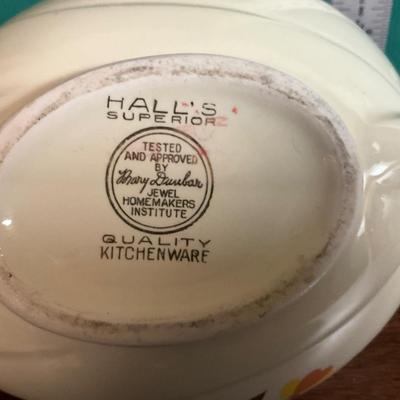 HALL'S
SUPERIOR
TESTED
AND APPROVED
BY
Mary Dunbar
JEWEL
HOMEMAKERS
INSTITUTE
QUALITY
KITCHENWARE